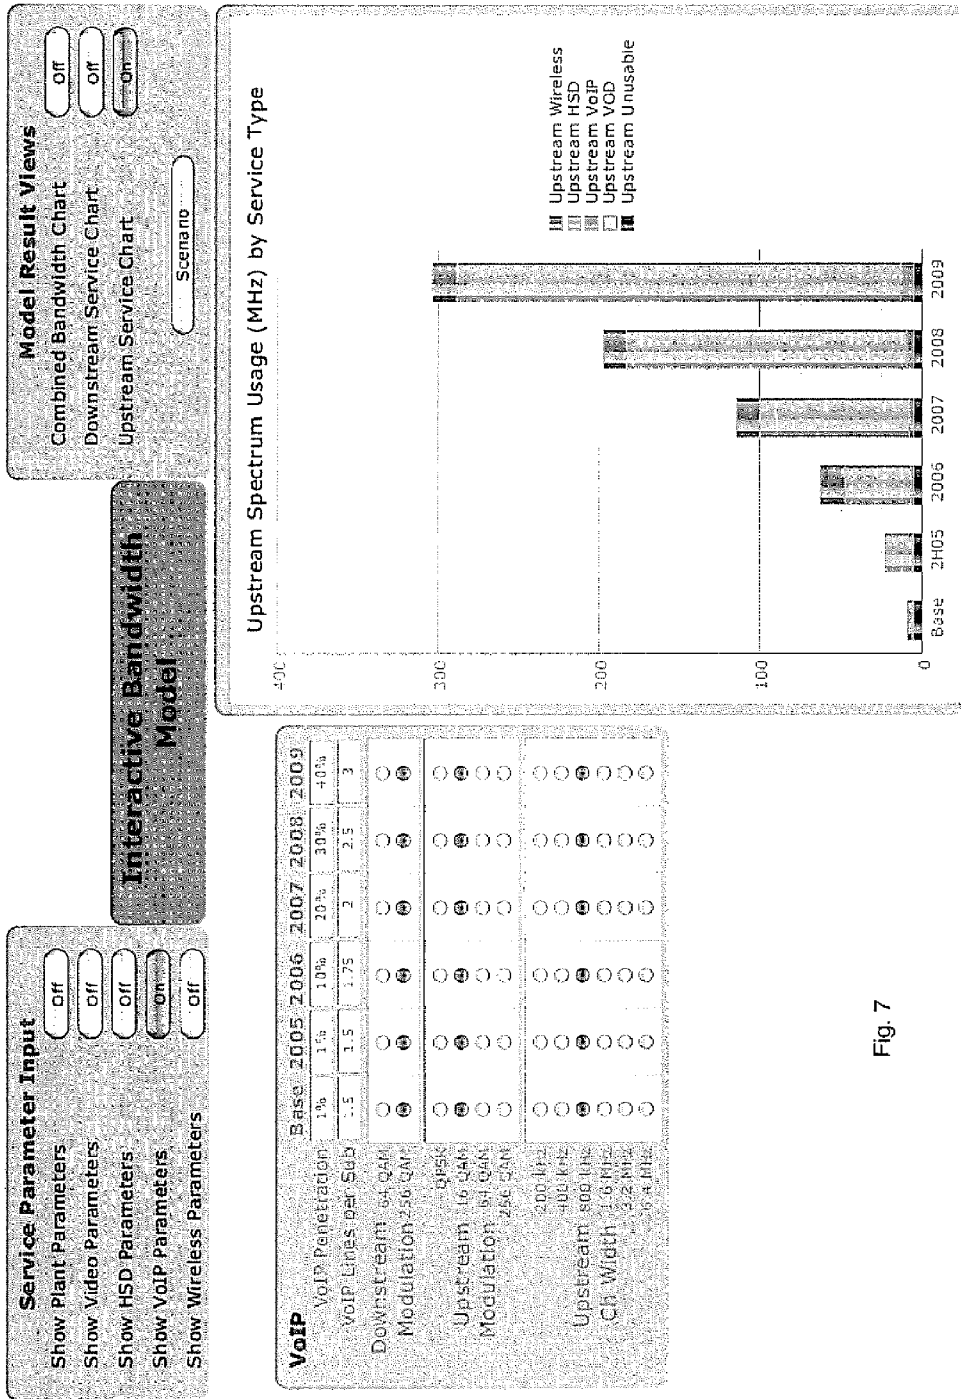 Service Parameter Input
Show Plant Parameters Off
Show Video Parameters Off
Show HSD Parameters Off
Show VoIP Parameters On
Show Wireless Parameters Off
Interactive Bandwidth
Model
Model Result Views
Combined Bandwidth Chart Off
Downstream Service Chart Off
Upstream Service Chart On
Scenario
VoIP Base 2005 2006 2007 2008 2009
VoIP Penetration 1% 1% 10% 20% 30% 40%
VoIP Lines per Sub 1.5 1.5 1.75 2 2.5 3
Downstream 64 QAM
Modulation 256 QAM
QPSK
Upstream 16 QAM
Modulation 64 QAM
256 QAM
200 kHz
400 kHz
Upstream 800 kHz
Ch Width 1.6 MHz
3.2 MHz
6.4 MHz
Upstream Spectrum Usage (MHz) by Service Type
400
300
200
100
0
Base 2H05 2006 2007 2008 2009
Upstream Wireless
Upstream HSD
Upstream VoIP
Upstream VOD
Upstream Unusable
Fig. 7